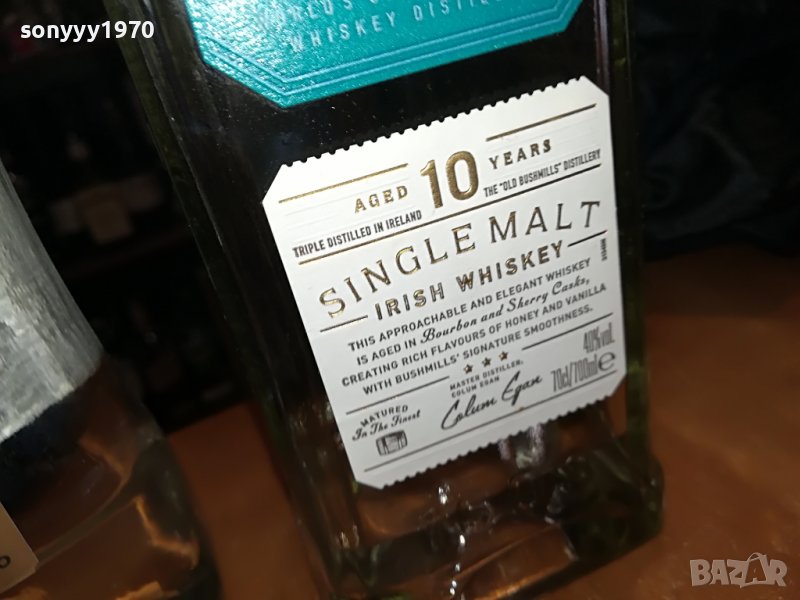 sonyyy1970
WHISKEY DISTIL
AGED 10 YEARS
TRIPLE DISTILLED IN IRELAND THE "OLD BUSHMILLS" DISTILLERY
SINGLE MALT
IRISH WHISKEY
THIS APPROACHABLE AND ELEGANT WHISKEY
IS AGED IN Bourbon and Sherry Casks,
CREATING RICH FLAVOURS OF HONEY AND VANILLA
WITH BUSHMILLS' SIGNATURE SMOOTHNESS.
40%vol.
70cl/700ml℮
MASTER DISTILLER,
COLUM EGAN
Colum Egan
MATURED
In The Finest
BAZAR